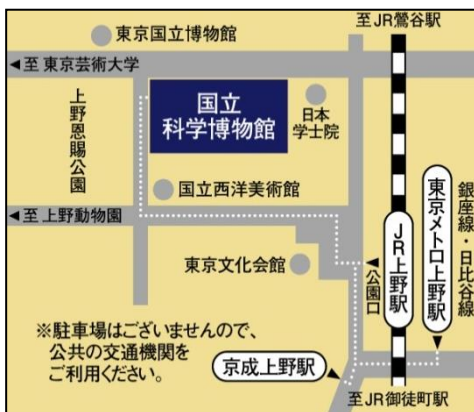 至JR鶯谷駅
東京国立博物館
◀至 東京芸術大学
上野恩賜公園
国立
科学博物館
日本
学士院
国立西洋美術館
◀至 上野動物園
東京文化会館
◀公園口
JR上野駅
東京メトロ上野駅
銀座線・日比谷線
※駐車場はございませんので、
公共の交通機関を
ご利用ください。
京成上野駅
至JR御徒町駅